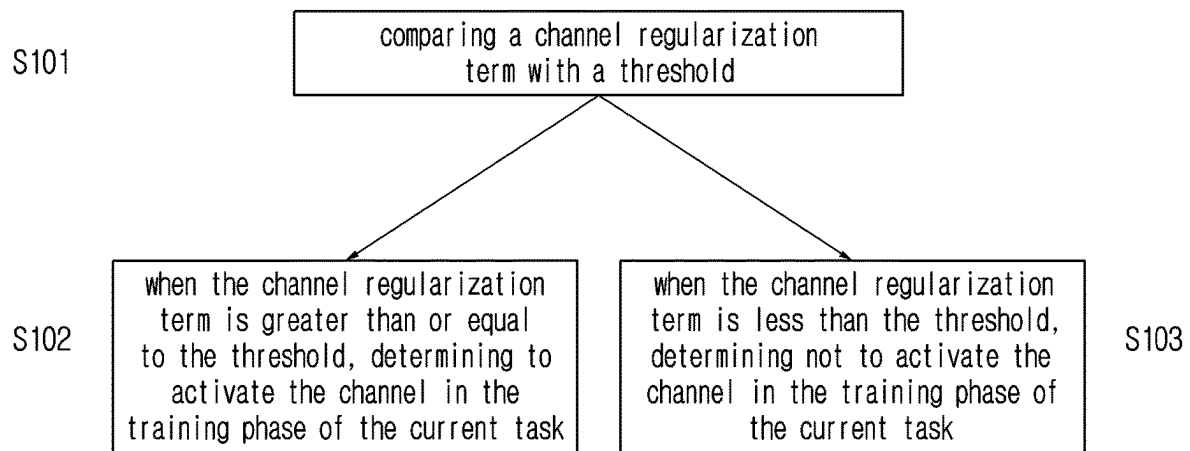 S101
comparing a channel regularization
term with a threshold
S102
when the channel regularization
term is greater than or equal
to the threshold, determining to
activate the channel in the
training phase of the current task
when the channel regularization
term is less than the threshold,
determining not to activate the
channel in the training phase of
the current task
S103